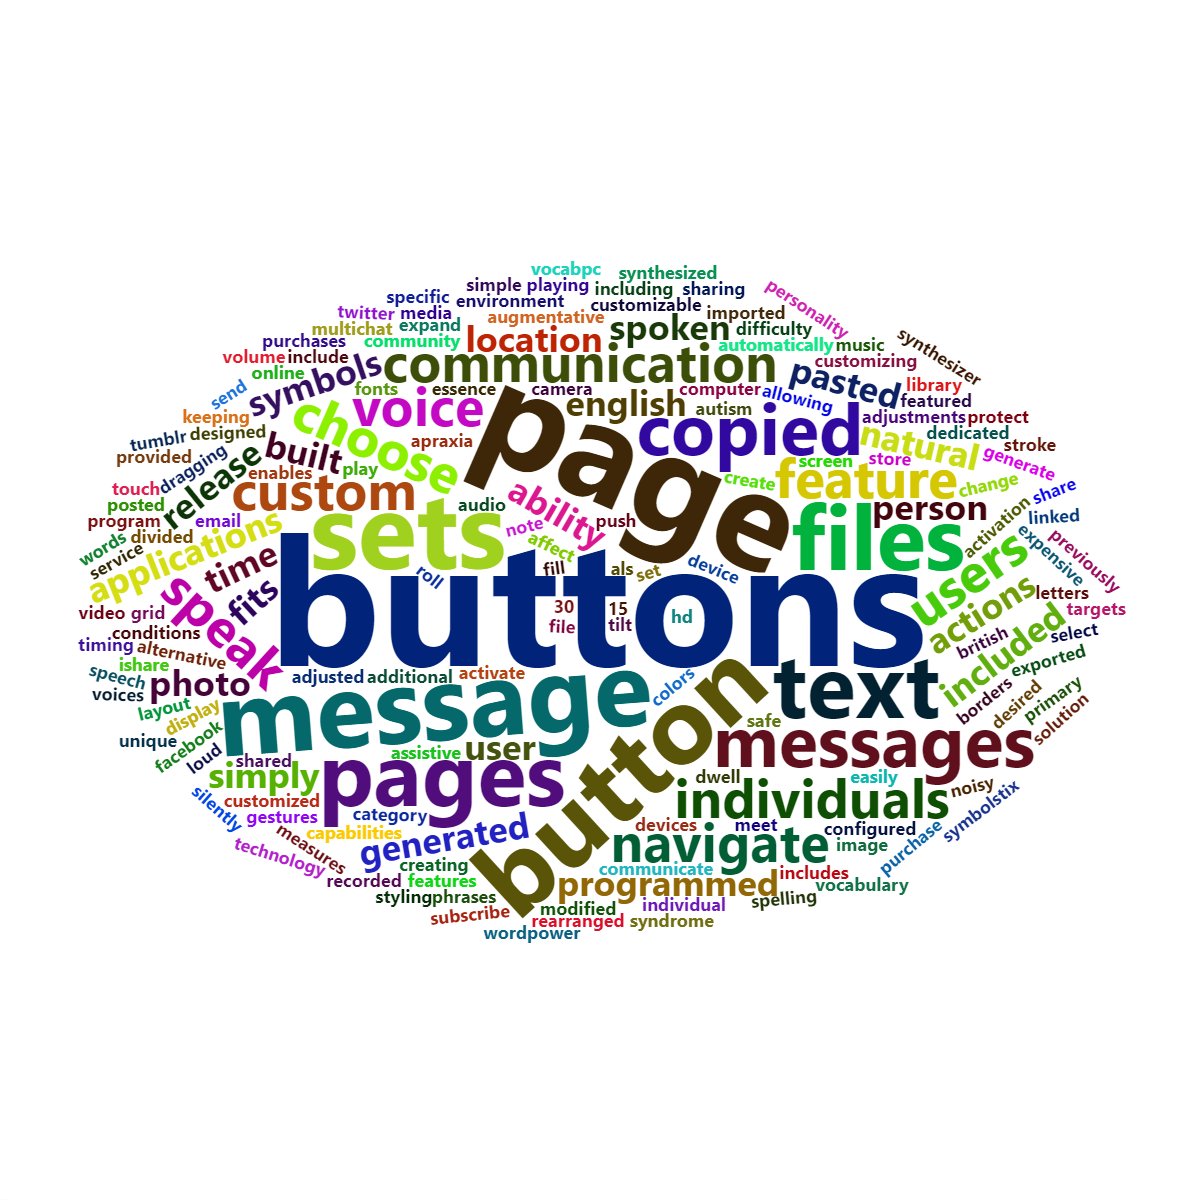 vocabpc
synthesized
simple
playing
including
sharing
personality
specific
environment
customizable
imported
twitter
media
augmentative
spoken
difficulty
synthesizer
multichat
expand
location
automatically
music
purchases
community
communication
customizing
volume
include
symbols
pasted
library
online
fonts
essence
camera
computer
allowing
featured
send
choose
voice
page
english
autism
copied
adjustments
protect
keeping
natural
dedicated
stroke
tumblr
designed
built
apraxia
screen
store
generate
provided
dragging
release
enables
play
create
feature
change
share
touch
custom
audio
ability
person
posted
activation
linked
program
email
sets
note
push
files
expensive
previously
words
divided
applications
affect
users
service
time
roll
fill
als
set
device
letters
video
grid
speak
fits
buttons
30
15
hd
actions
targets
file
tilt
conditions
british
select
timing
alternative
included
ishare
adjusted
additional
activate
exported
speech
photo
message
colors
text
borders
primary
voices
desired
layout
display
button
safe
solution
unique
user
messages
facebook
loud
shared
assistive
simply
pages
dwell
easily
noisy
silently
customized
individuals
symbolstix
gestures
category
devices
meet
configured
measures
capabilities
generated
navigate
image
purchase
technology
creating
communicate
includes
recorded
features
programmed
vocabulary
styling
phrases
modified
individual
spelling
subscribe
rearranged
syndrome
wordpower